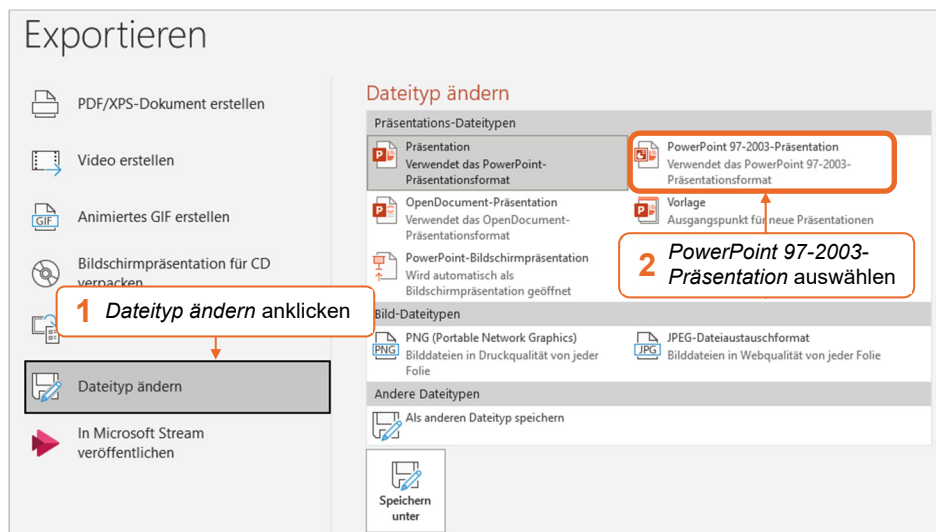 Exportieren
PDF/XPS-Dokument erstellen
Video erstellen
GIF
Animiertes GIF erstellen
Bildschirmpräsentation für CD
verpacken
1 Dateityp ändern anklicken
Dateityp ändern
In Microsoft Stream
veröffentlichen
Dateityp ändern
Präsentations-Dateitypen
Präsentation
Verwendet das PowerPoint-
Präsentationsformat
PowerPoint 97-2003-Präsentation
Verwendet das PowerPoint 97-2003-
Präsentationsformat
OpenDocument-Präsentation
Verwendet das OpenDocument-
Präsentationsformat
Vorlage
Ausgangspunkt für neue Präsentationen
PowerPoint-Bildschirmpräsentation
Wird automatisch als
Bildschirmpräsentation geöffnet
2 PowerPoint 97-2003-
Präsentation auswählen
Bild-Dateitypen
PNG
PNG (Portable Network Graphics)
Bilddateien in Druckqualität von jeder
Folie
JPG
JPEG-Dateiaustauschformat
Bilddateien in Webqualität von jeder Folie
Andere Dateitypen
Als anderen Dateityp speichern
Speichern
unter